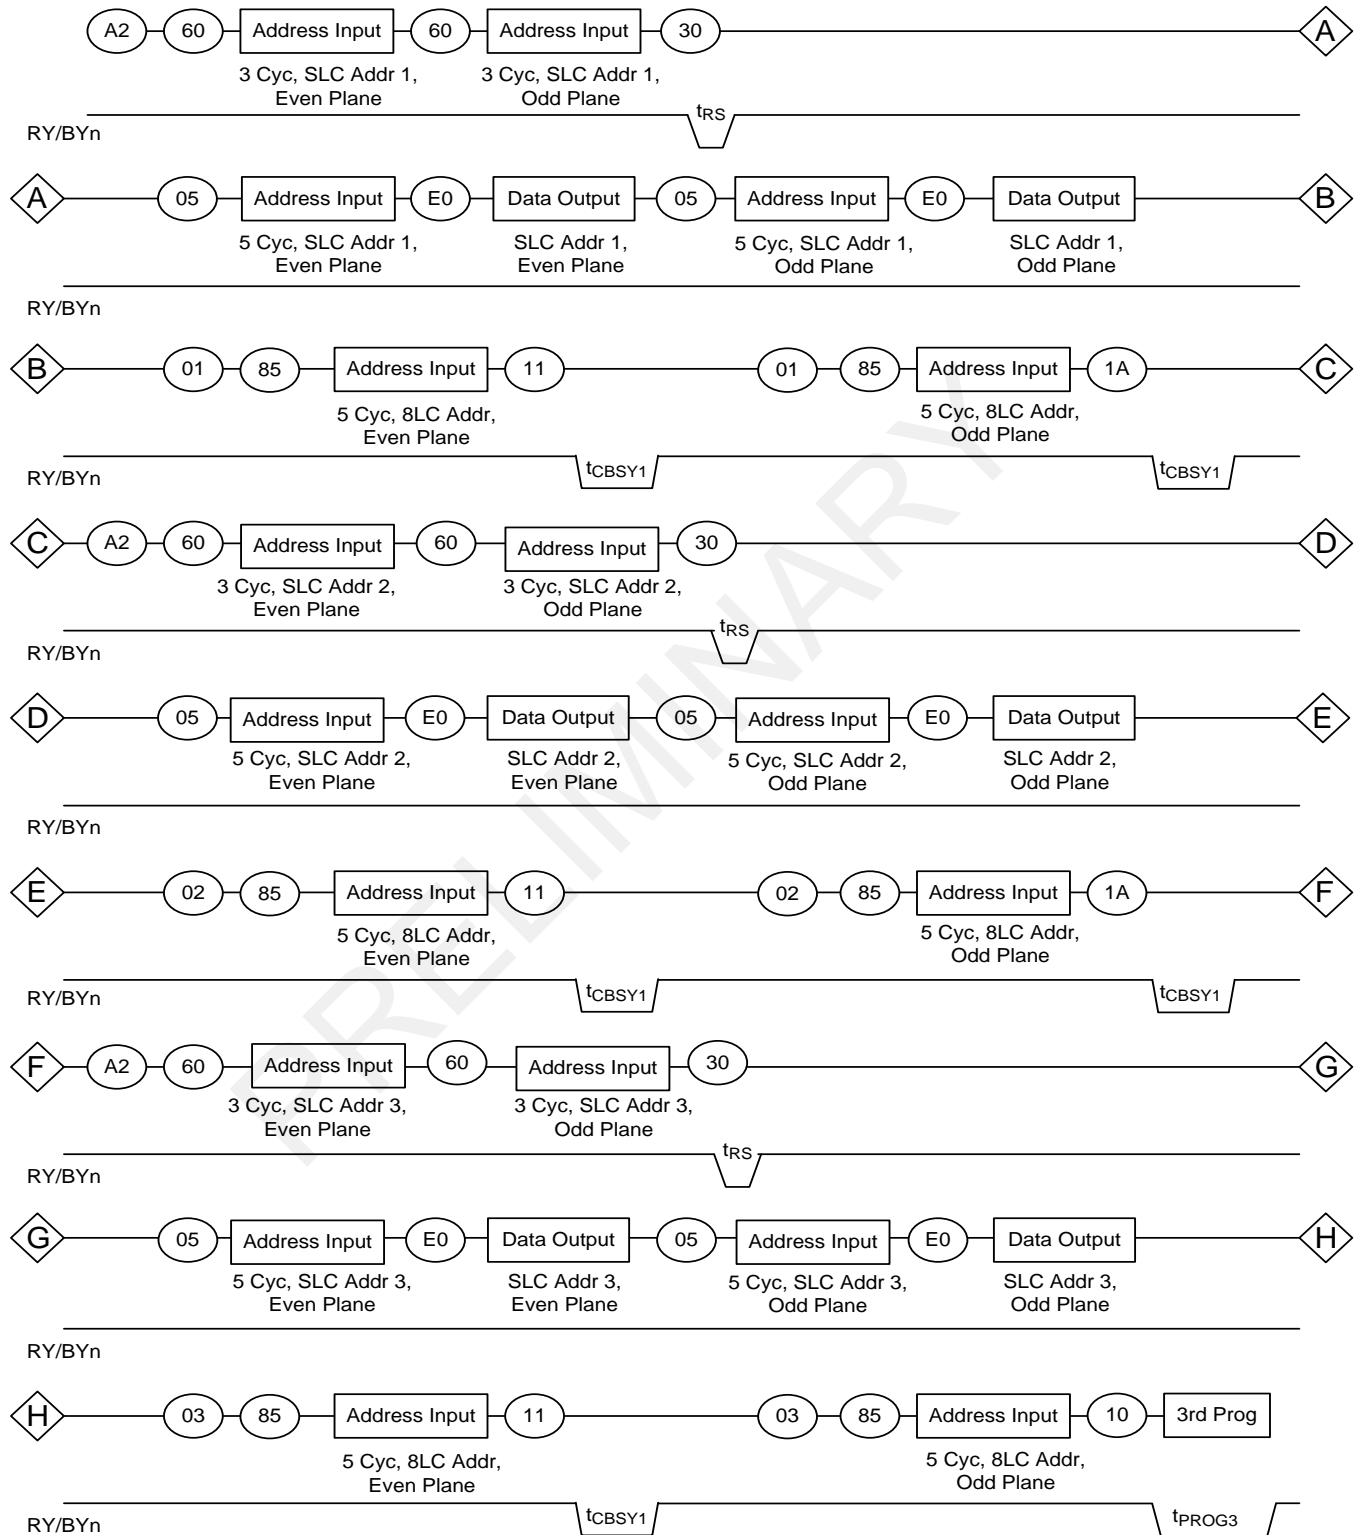 A2 60 Address Input 60 Address Input 30 A
3 Cyc, SLC Addr 1, 3 Cyc, SLC Addr 1,
Even Plane Odd Plane
tRS
RY/BYn
A 05 Address Input E0 Data Output 05 Address Input E0 Data Output B
5 Cyc, SLC Addr 1, SLC Addr 1, 5 Cyc, SLC Addr 1, SLC Addr 1,
Even Plane Even Plane Odd Plane Odd Plane
RY/BYn
B 01 85 Address Input 11 01 85 Address Input 1A C
5 Cyc, 8LC Addr, 5 Cyc, 8LC Addr,
Even Plane Odd Plane
RY/BYn tCBSY1 tCBSY1
C A2 60 Address Input 60 Address Input 30 D
3 Cyc, SLC Addr 2, 3 Cyc, SLC Addr 2,
Even Plane Odd Plane
tRS
RY/BYn
D 05 Address Input E0 Data Output 05 Address Input E0 Data Output E
5 Cyc, SLC Addr 2, SLC Addr 2, 5 Cyc, SLC Addr 2, SLC Addr 2,
Even Plane Even Plane Odd Plane Odd Plane
RY/BYn
E 02 85 Address Input 11 02 85 Address Input 1A F
5 Cyc, 8LC Addr, 5 Cyc, 8LC Addr,
Even Plane Odd Plane
RY/BYn tCBSY1 tCBSY1
F A2 60 Address Input 60 Address Input 30 G
3 Cyc, SLC Addr 3, 3 Cyc, SLC Addr 3,
Even Plane Odd Plane
tRS
RY/BYn
G 05 Address Input E0 Data Output 05 Address Input E0 Data Output H
5 Cyc, SLC Addr 3, SLC Addr 3, 5 Cyc, SLC Addr 3, SLC Addr 3,
Even Plane Even Plane Odd Plane Odd Plane
RY/BYn
H 03 85 Address Input 11 03 85 Address Input 10 3rd Prog
5 Cyc, 8LC Addr, 5 Cyc, 8LC Addr,
Even Plane Odd Plane
RY/BYn tCBSY1 tPROG3
PRELIMINARY